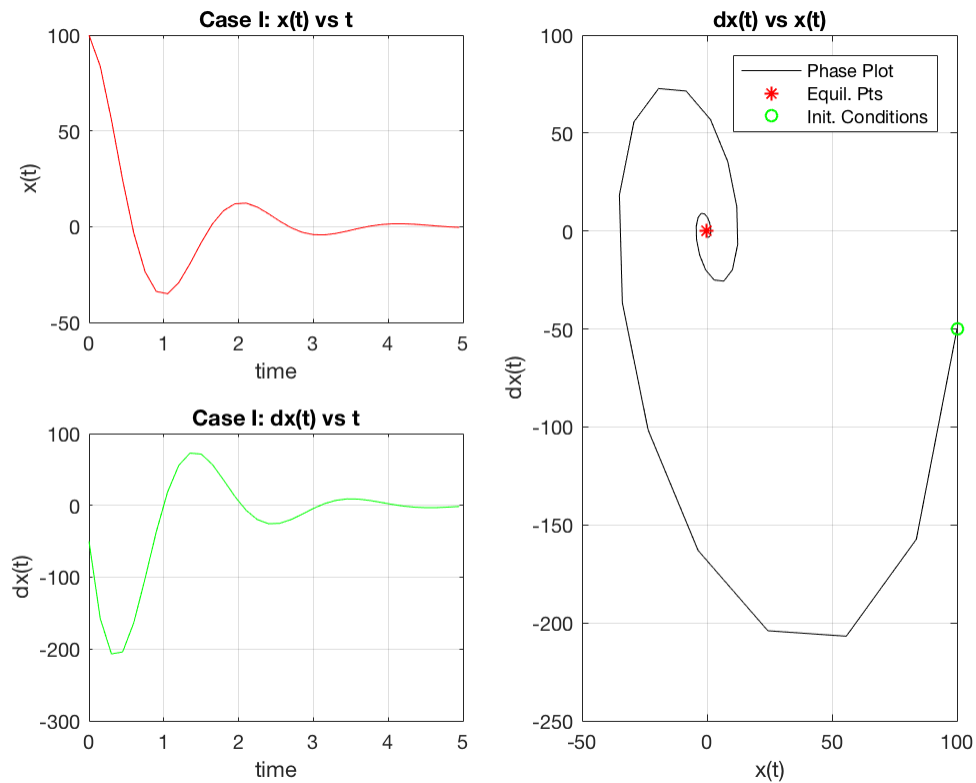 Case I: x(t) vs t
100
50
0
-50
x(t)
0 1 2 3 4 5
time
Case I: dx(t) vs t
100
0
-100
-200
-300
dx(t)
0 1 2 3 4 5
time
dx(t) vs x(t)
Phase Plot
Equil. Pts
Init. Conditions
100
50
0
-50
-100
-150
-200
-250
dx(t)
-50 0 50 100
x(t)